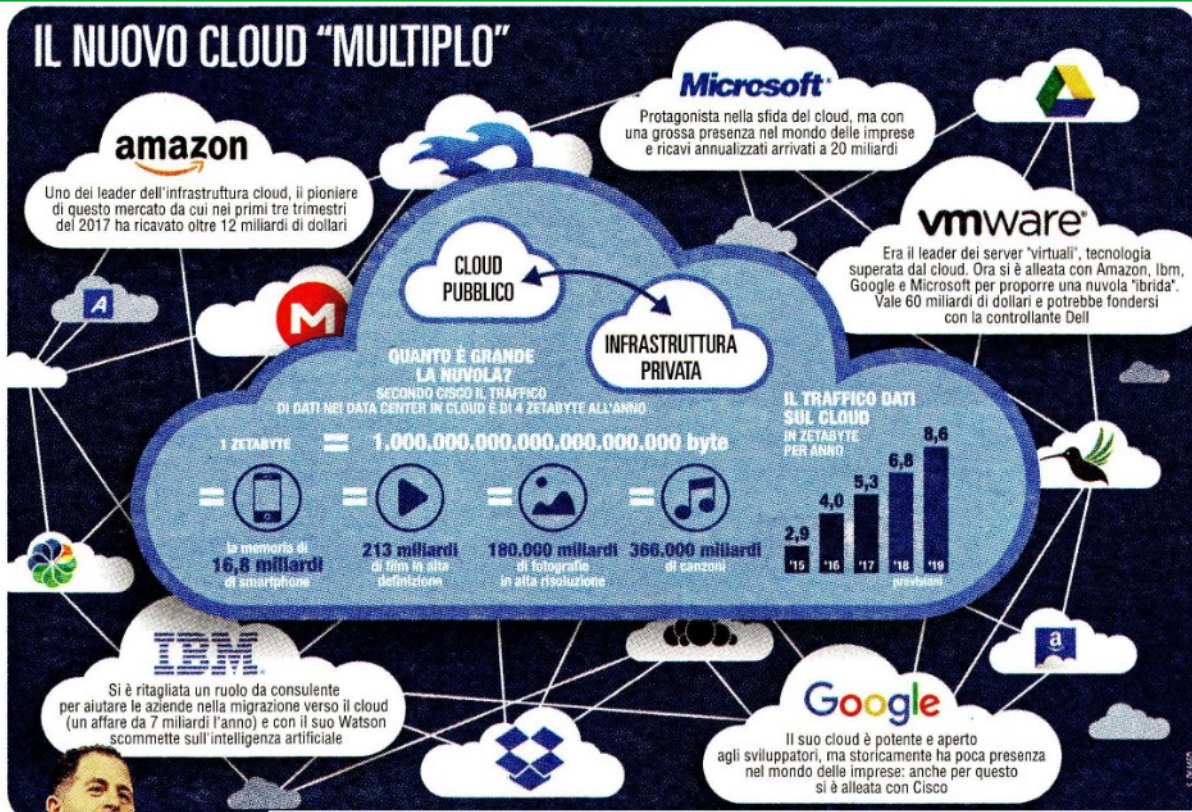 IL NUOVO CLOUD "MULTIPLO"
amazon
Uno dei leader dell'infrastruttura cloud, il pioniere
di questo mercato da cui nei primi tre trimestri
del 2017 ha ricavato oltre 12 miliardi di dollari
Microsoft
Protagonista nella sfida del cloud, ma con
una grossa presenza nel mondo delle imprese
e ricavi annualizzati arrivati a 20 miliardi
vmware®
Era il leader dei server "virtuali", tecnologia
superata dal cloud. Ora si è alleata con Amazon, Ibm,
Google e Microsoft per proporre una nuvola "ibrida".
Vale 60 miliardi di dollari e potrebbe fondersi
con la controllante Dell
A
M
CLOUD
PUBBLICO
INFRASTRUTTURA
PRIVATA
QUANTO È GRANDE
LA NUVOLA?
SECONDO CISCO IL TRAFFICO
DI DATI NEI DATA CENTER IN CLOUD È DI 4 ZETABYTE ALL'ANNO
1 ZETABYTE = 1.000.000.000.000.000.000.000 byte
= = = =
la memoria di
16,8 miliardi
di smartphone
213 miliardi
di film in alta
definizione
180.000 miliardi
di fotografie
in alta risoluzione
366.000 miliardi
di canzoni
IL TRAFFICO DATI
SUL CLOUD
IN ZETABYTE
PER ANNO
2,9 4,0 5,3 6,8 8,6
'15 '16 '17 '18 '19
previsioni
IBM®
Si è ritagliata un ruolo da consulente
per aiutare le aziende nella migrazione verso il cloud
(un affare da 7 miliardi l'anno) e con il suo Watson
scommette sull'intelligenza artificiale
a
Google
Il suo cloud è potente e aperto
agli sviluppatori, ma storicamente ha poca presenza
nel mondo delle imprese: anche per questo
si è alleata con Cisco